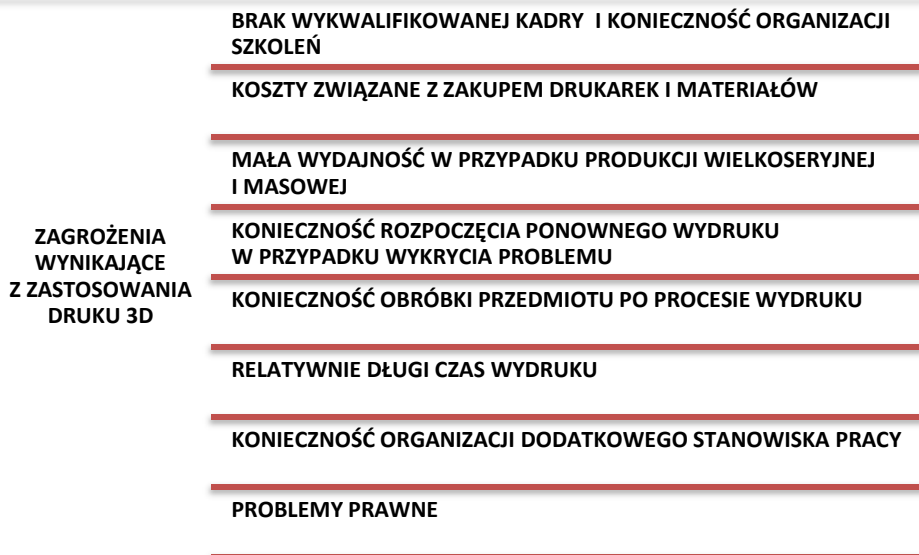 BRAK WYKWALIFIKOWANEJ KADRY I KONIECZNOŚĆ ORGANIZACJI
SZKOLEŃ
KOSZTY ZWIĄZANE Z ZAKUPEM DRUKAREK I MATERIAŁÓW
MAŁA WYDAJNOŚĆ W PRZYPADKU PRODUKCJI WIELKOSERYJNEJ
I MASOWEJ
ZAGROŻENIA
WYNIKAJĄCE
Z ZASTOSOWANIA
DRUKU 3D
KONIECZNOŚĆ ROZPOCZĘCIA PONOWNEGO WYDRUKU
W PRZYPADKU WYKRYCIA PROBLEMU
KONIECZNOŚĆ OBRÓBKI PRZEDMIOTU PO PROCESIE WYDRUKU
RELATYWNIE DŁUGI CZAS WYDRUKU
KONIECZNOŚĆ ORGANIZACJI DODATKOWEGO STANOWISKA PRACY
PROBLEMY PRAWNE